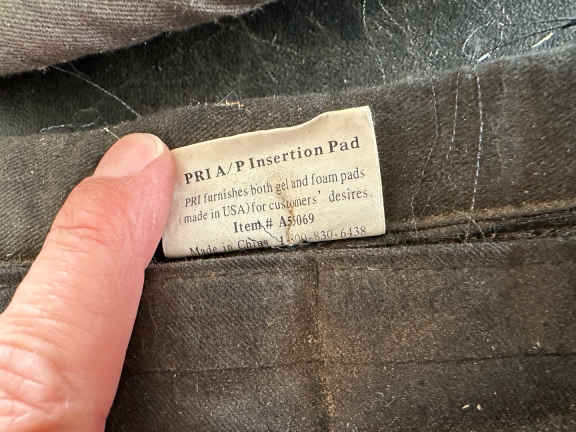 PRI A/P Insertion Pad
PRI furnishes both gel and foam pads
(made in USA) for customers' desires.
Item # A55069
Made in China 1-800-830-6438